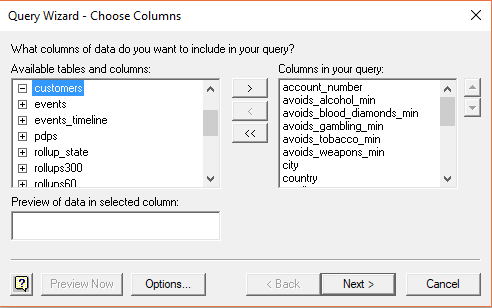 Query Wizard - Choose Columns
What columns of data do you want to include in your query?
Available tables and columns:
customers
events
events_timeline
pdps
rollup_state
rollups300
rollups60
>
<
<<
Columns in your query:
account_number
avoids_alcohol_min
avoids_blood_diamonds_min
avoids_gambling_min
avoids_tobacco_min
avoids_weapons_min
city
country
Preview of data in selected column:
?
Preview Now
Options...
< Back
Next >
Cancel